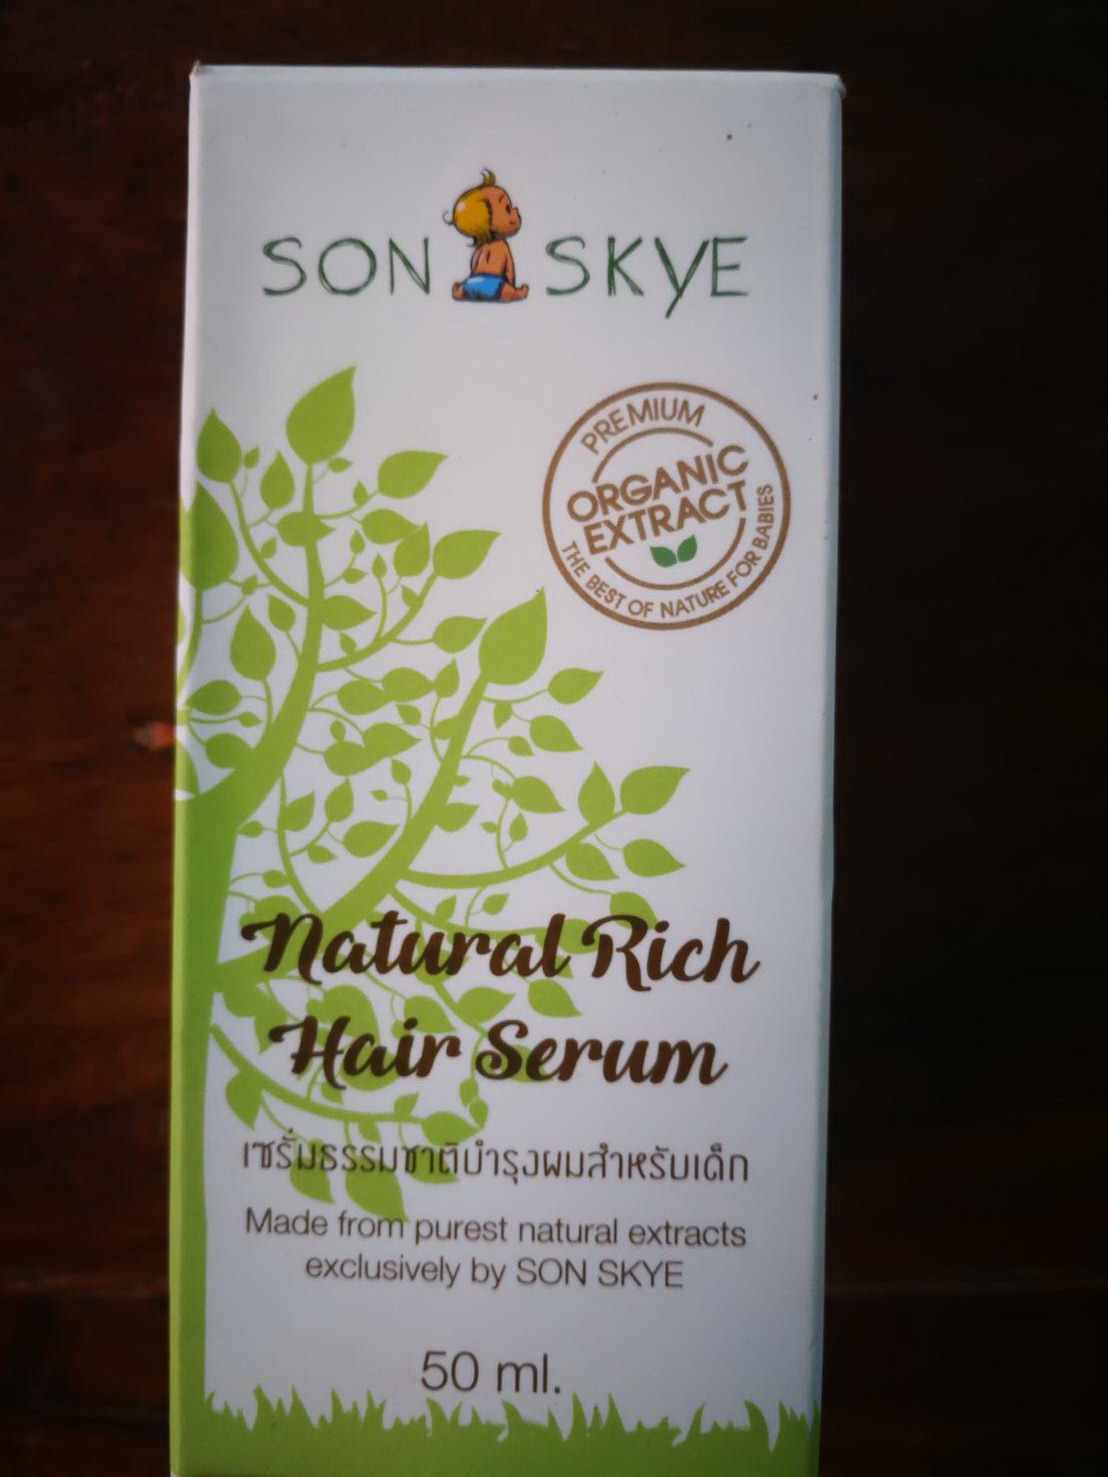 SON SKYE
PREMIUM
ORGANIC
EXTRACT
THE BEST OF NATURE FOR BABIES
Natural Rich
Hair Serum
เซรั่มธรรมชาติบำรุงผมสำหรับเด็ก
Made from purest natural extracts
exclusively by SON SKYE
50 ml.